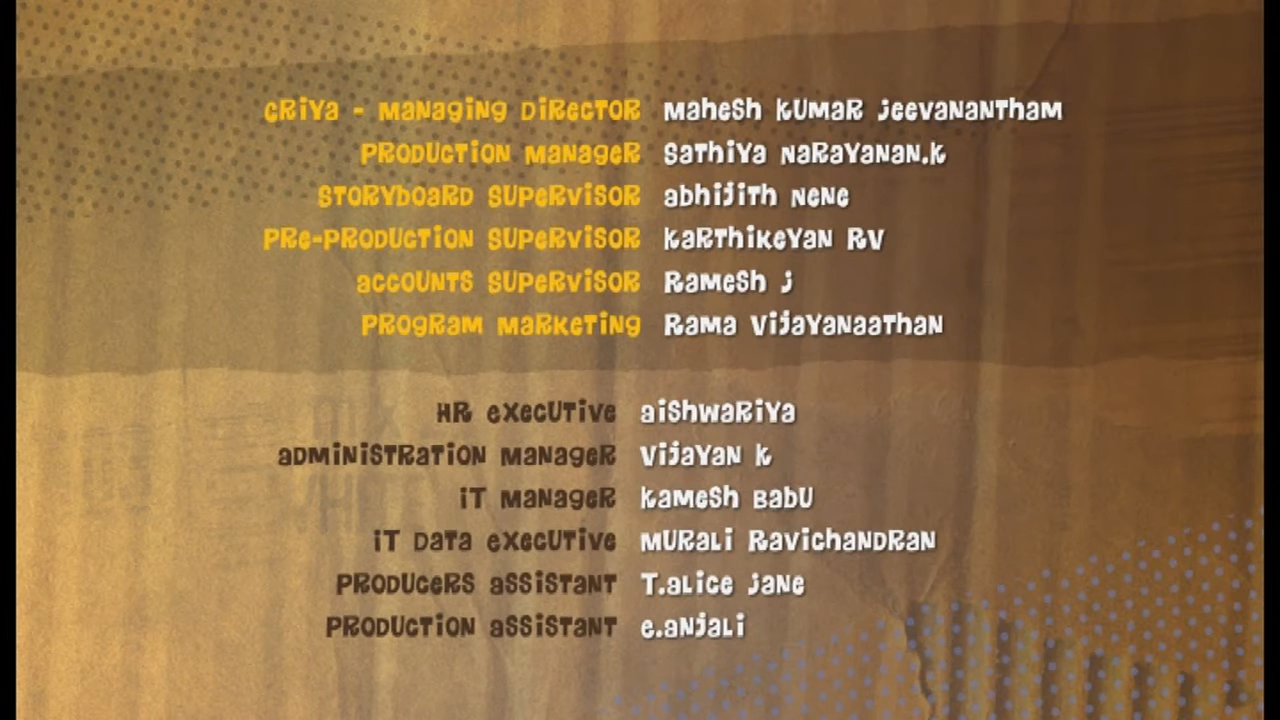 CRiYa - MaNagiNg DiRecTOR MaheSh KUMaR JeevaNaNThaM
PRODUCTiON MaNageR SaThiYa NaRaYaNaN.K
STORYbOaRD SUPeRViSOR abhiJiTh NeNe
PRe-PRODUCTiON SUPeRViSOR KaRThiKeYaN RV
accOUNTS SUPeRViSOR RaMeSh J
PROgRaM MaRKeTiNg RaMa ViJaYaNaaThaN
HR eXecUTive aiShwaRiYa
aDMiNiSTRaTiON MaNageR ViJaYaN K
iT MaNageR KaMeSh BabU
iT DaTa eXecUTive MURaLi RavichaNDRaN
PRODUceRS aSSiSTaNT T.aLice JaNe
PRODUCTiON aSSiSTaNT e.aNJaLi